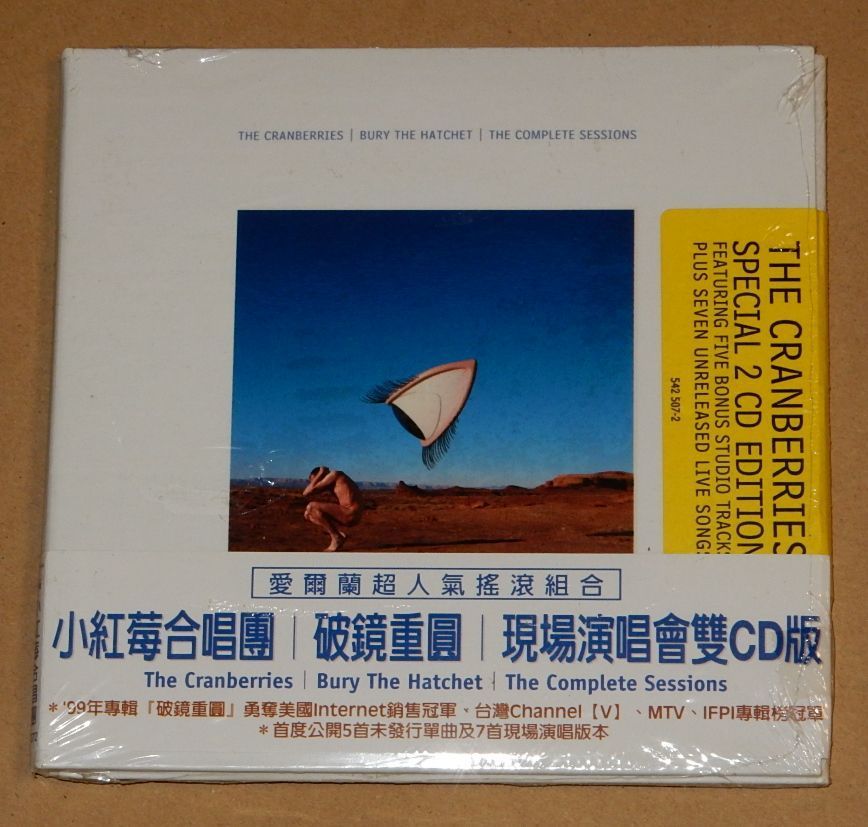 THE CRANBERRIES | BURY THE HATCHET | THE COMPLETE SESSIONS
THE CRANBERRIES
SPECIAL 2 CD EDITION
FEATURING FIVE BONUS STUDIO TRACKS
PLUS SEVEN UNRELEASED LIVE SONGS
542 507-2
愛爾蘭超人氣搖滾組合
小紅莓合唱團｜破鏡重圓｜現場演唱會雙CD版
The Cranberries | Bury The Hatchet | The Complete Sessions
*'99年專輯『破鏡重圓』勇奪美國Internet銷售冠軍、台灣Channel【V】、MTV、IFPI專輯榜冠軍
*首度公開5首未發行單曲及7首現場演唱版本